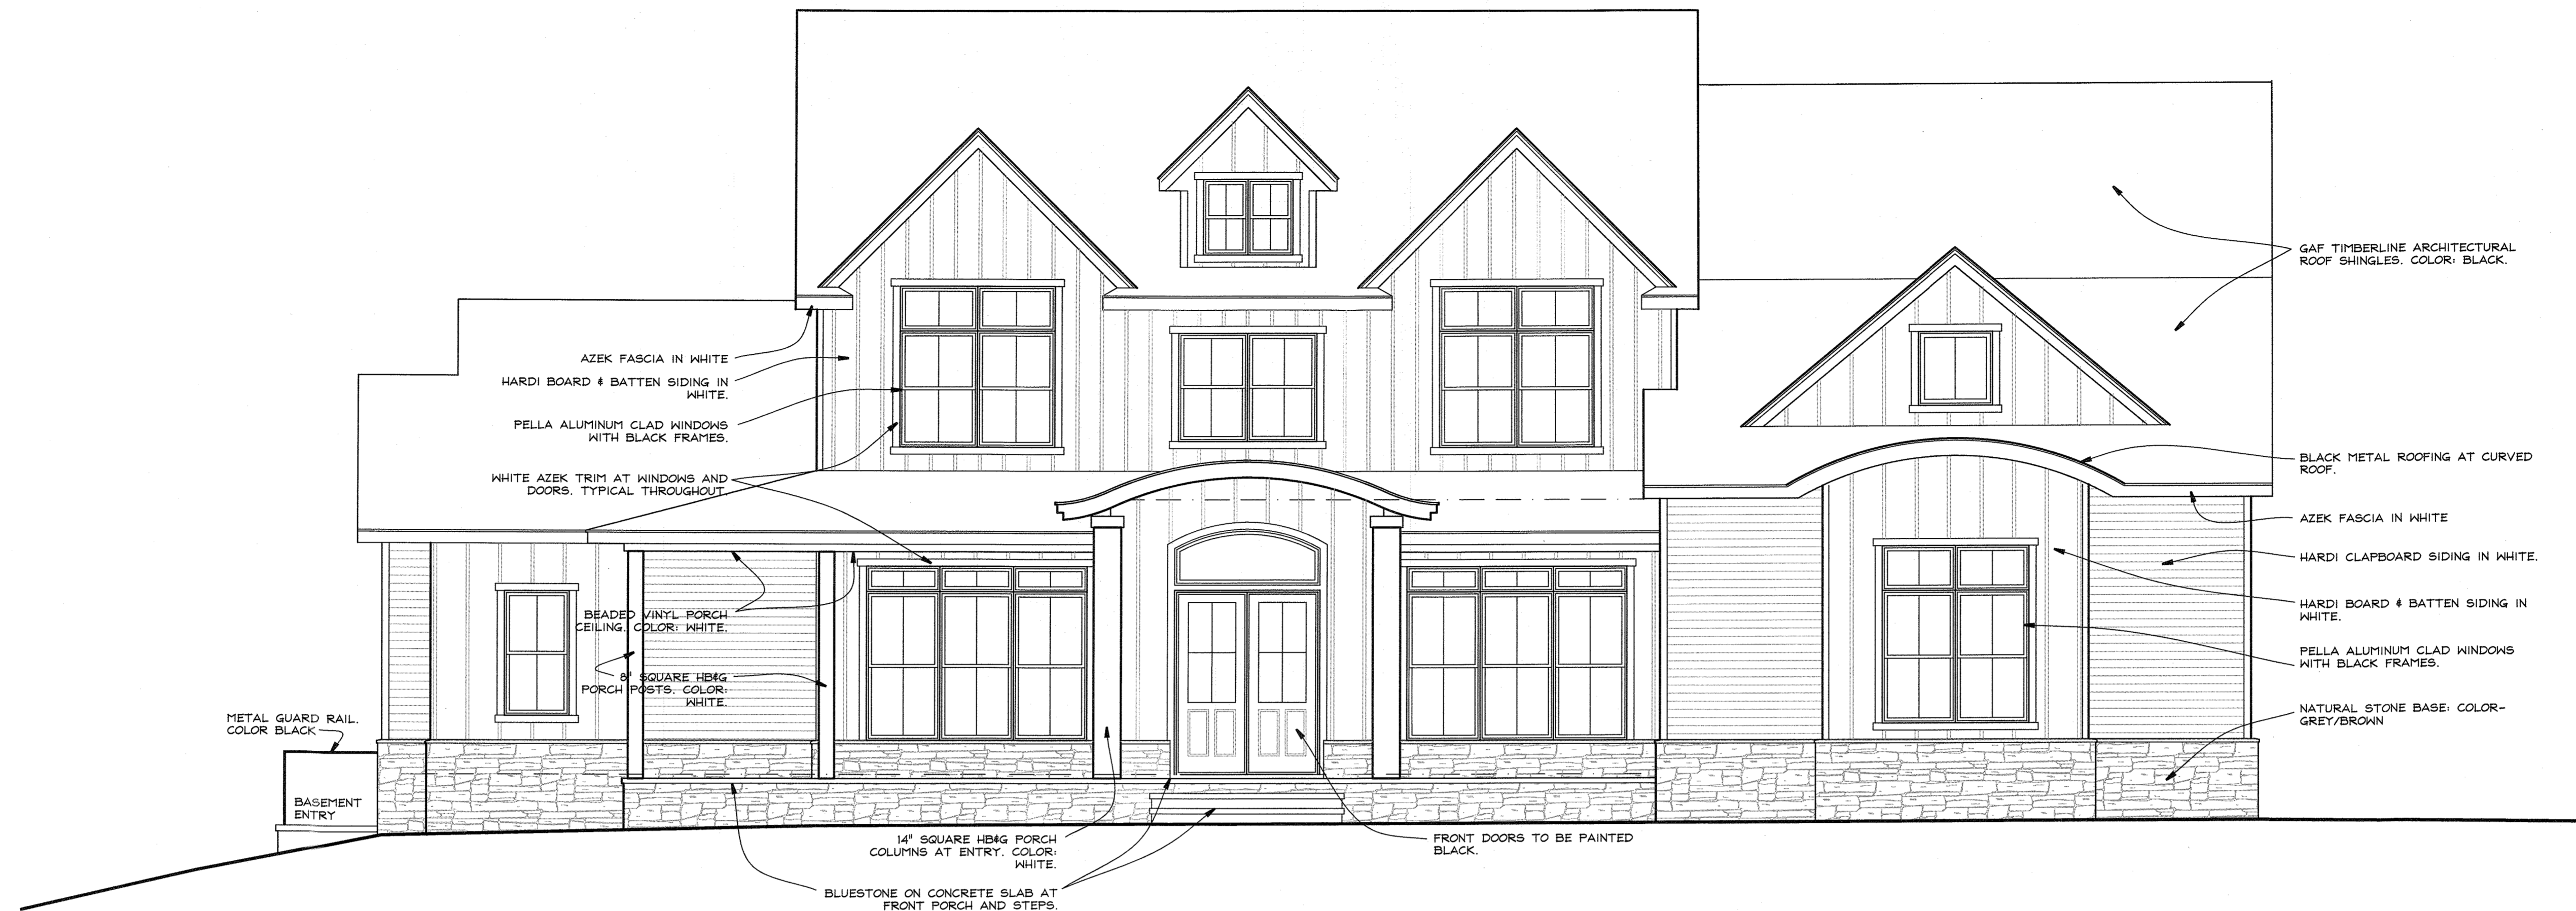 AZEK FASCIA IN WHITE
HARDI BOARD & BATTEN SIDING IN
WHITE.
PELLA ALUMINUM CLAD WINDOWS
WITH BLACK FRAMES.
WHITE AZEK TRIM AT WINDOWS AND
DOORS. TYPICAL THROUGHOUT.
BEADED VINYL PORCH
CEILING. COLOR: WHITE.
8" SQUARE HB&G
PORCH POSTS. COLOR:
WHITE.
METAL GUARD RAIL.
COLOR BLACK
BASEMENT
ENTRY
14" SQUARE HB&G PORCH
COLUMNS AT ENTRY. COLOR:
WHITE.
BLUESTONE ON CONCRETE SLAB AT
FRONT PORCH AND STEPS.
FRONT DOORS TO BE PAINTED
BLACK.
GAF TIMBERLINE ARCHITECTURAL
ROOF SHINGLES. COLOR: BLACK.
BLACK METAL ROOFING AT CURVED
ROOF.
AZEK FASCIA IN WHITE
HARDI CLAPBOARD SIDING IN WHITE.
HARDI BOARD & BATTEN SIDING IN
WHITE.
PELLA ALUMINUM CLAD WINDOWS
WITH BLACK FRAMES.
NATURAL STONE BASE: COLOR-
GREY/BROWN